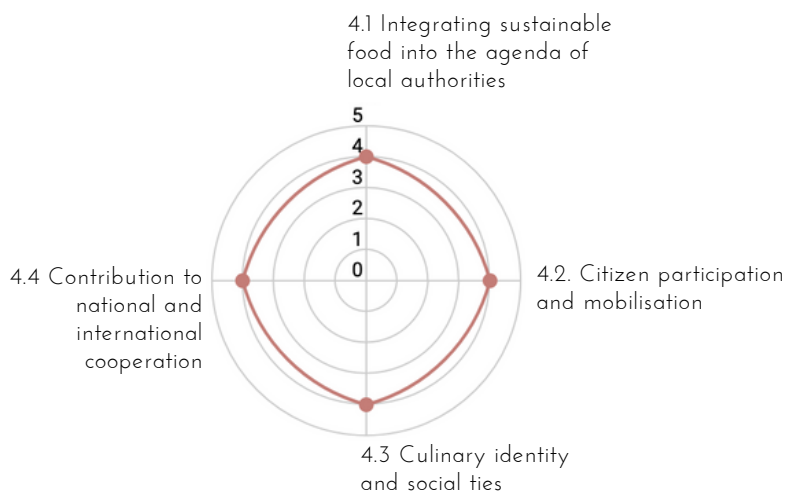 4.1 Integrating sustainable
food into the agenda of
local authorities
5
4
3
2
1
0
4.4 Contribution to
national and
international
cooperation
4.2. Citizen participation
and mobilisation
4.3 Culinary identity
and social ties